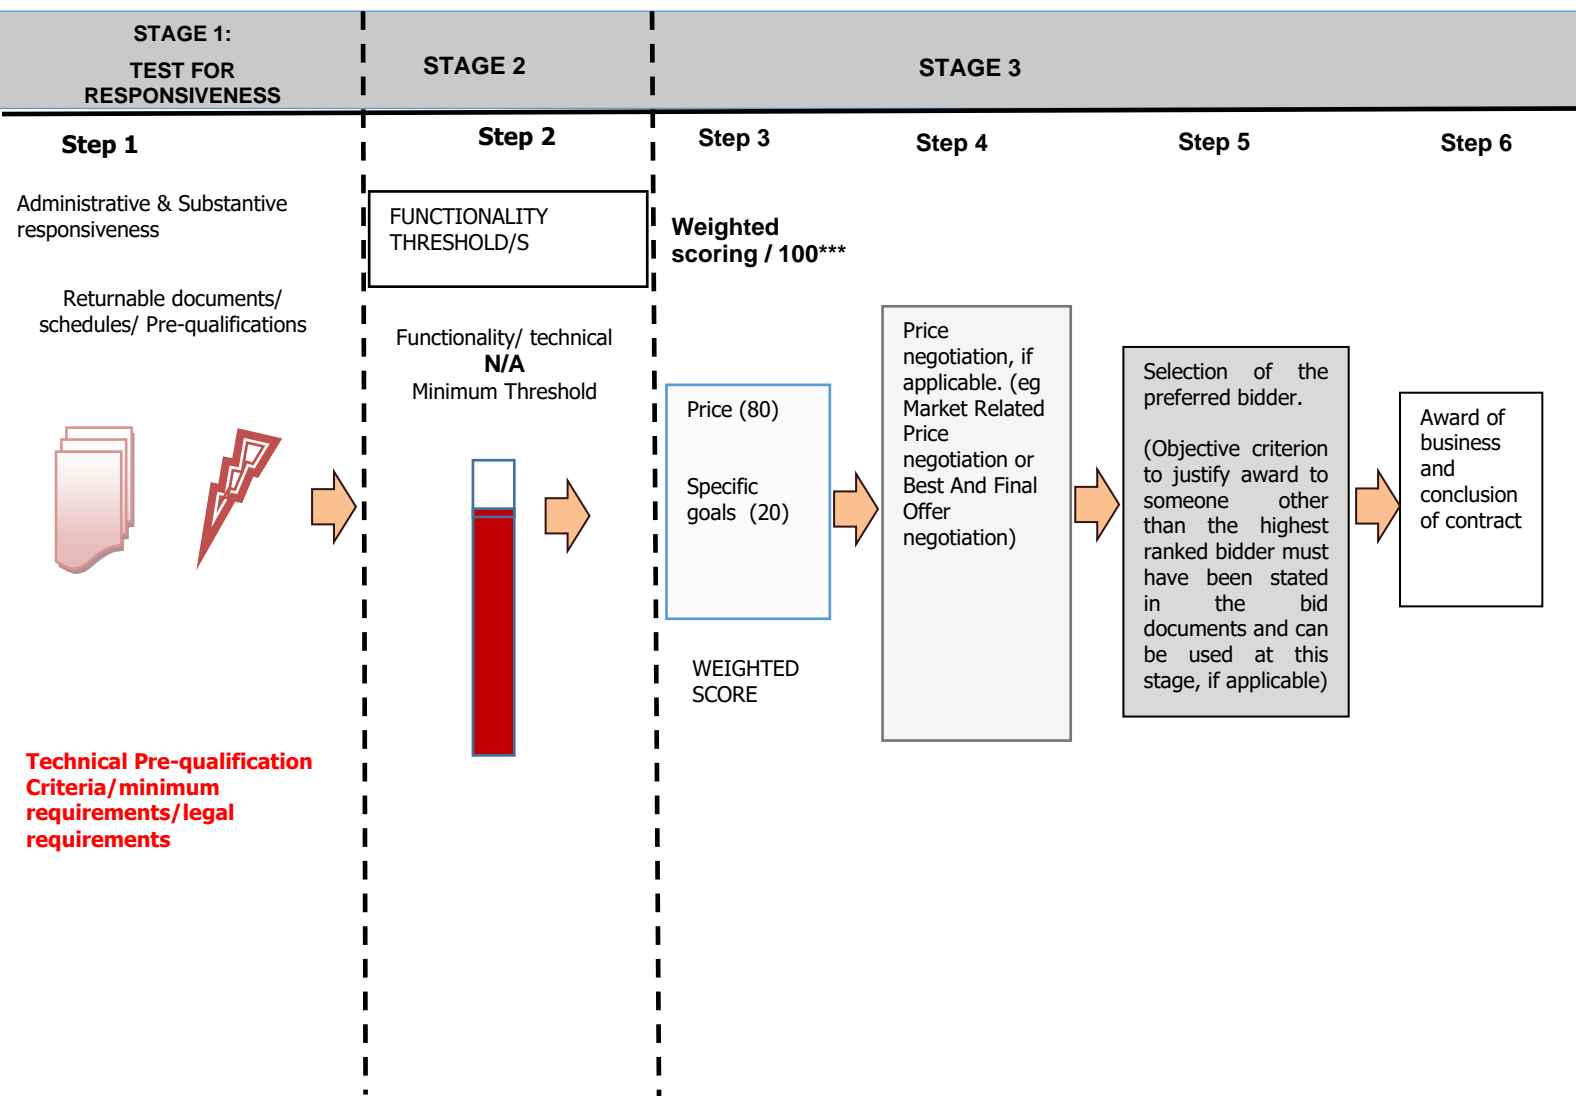 STAGE 1:
TEST FOR
RESPONSIVENESS
STAGE 2
STAGE 3
Step 1
Step 2
Step 3
Step 4
Step 5
Step 6
Administrative & Substantive
responsiveness
Returnable documents/
schedules/ Pre-qualifications
Technical Pre-qualification
Criteria/minimum
requirements/legal
requirements
FUNCTIONALITY
THRESHOLD/S
Functionality/ technical
N/A
Minimum Threshold
Weighted
scoring / 100***
Price (80)
Specific
goals (20)
WEIGHTED
SCORE
Price
negotiation, if
applicable. (eg
Market Related
Price
negotiation or
Best And Final
Offer
negotiation)
Selection of the
preferred bidder.
(Objective criterion
to justify award to
someone other
than the highest
ranked bidder must
have been stated
in the bid
documents and can
be used at this
stage, if applicable)
Award of
business
and
conclusion
of contract